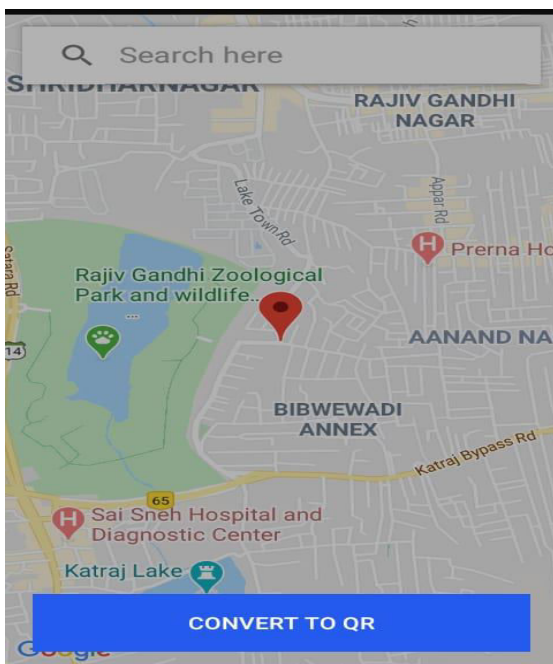 Search here
SHRIDHARNAGAR
RAJIV GANDHI
NAGAR
Lake Town Rd
Appar Rd
Prerna Ho
Satara Rd
Rajiv Gandhi Zoological
Park and wildlife...
14
AANAND NA
BIBWEWADI
ANNEX
Katraj Bypass Rd
65
H Sai Sneh Hospital and
Diagnostic Center
Katraj Lake
CONVERT TO QR
Google